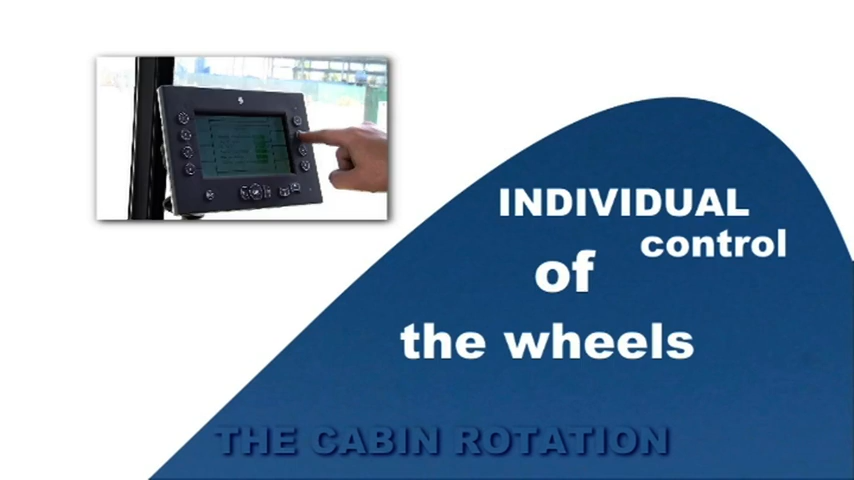 INDIVIDUAL
control
of
the wheels
THE CABIN ROTATION